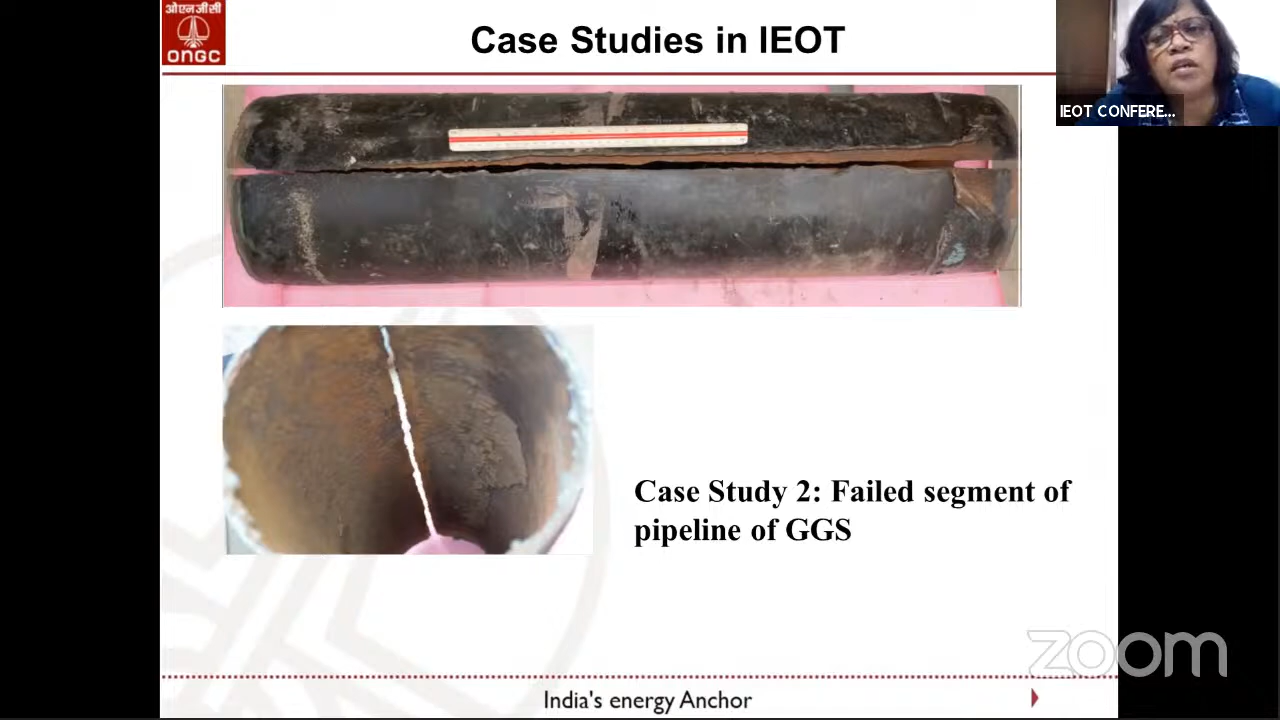 ओएनजीसी
ONGC
Case Studies in IEOT
IEOT CONFERE...
Case Study 2: Failed segment of
pipeline of GGS
zoom
India's energy Anchor